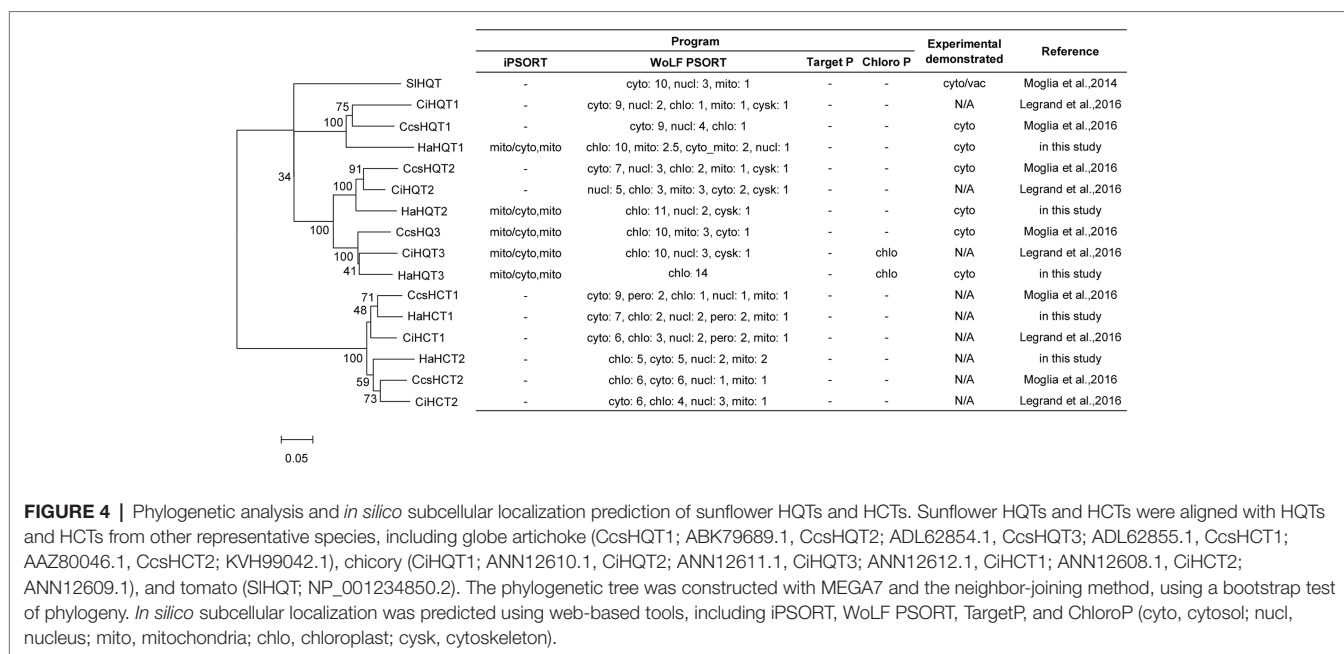 Program
Experimental demonstrated
Reference
iPSORT WoLF PSORT Target P Chloro P
SlHQT - cyto: 10, nucl: 3, mito: 1 - - cyto/vac Moglia et al.,2014
CiHQT1 - cyto: 9, nucl: 2, chlo: 1, mito: 1, cysk: 1 - - N/A Legrand et al.,2016
CcsHQT1 - cyto: 9, nucl: 4, chlo: 1 - - cyto Moglia et al.,2016
HaHQT1 mito/cyto,mito chlo: 10, mito: 2.5, cyto_mito: 2, nucl: 1 - - cyto in this study
CcsHQT2 - cyto: 7, nucl: 3, chlo: 2, mito: 1, cysk: 1 - - cyto Moglia et al.,2016
CiHQT2 - nucl: 5, chlo: 3, mito: 3, cyto: 2, cysk: 1 - - N/A Legrand et al.,2016
HaHQT2 mito/cyto,mito chlo: 11, nucl: 2, cysk: 1 - - cyto in this study
CcsHQ3 mito/cyto,mito chlo: 10, mito: 3, cyto: 1 - - cyto Moglia et al.,2016
CiHQT3 mito/cyto,mito chlo: 10, nucl: 3, cysk: 1 - chlo N/A Legrand et al.,2016
HaHQT3 mito/cyto,mito chlo: 14 - chlo cyto in this study
CcsHCT1 - cyto: 9, pero: 2, chlo: 1, nucl: 1, mito: 1 - - N/A Moglia et al.,2016
HaHCT1 - cyto: 7, chlo: 2, nucl: 2, pero: 2, mito: 1 - - N/A in this study
CiHCT1 - cyto: 6, chlo: 3, nucl: 2, pero: 2, mito: 1 - - N/A Legrand et al.,2016
HaHCT2 - chlo: 5, cyto: 5, nucl: 2, mito: 2 - - N/A in this study
CcsHCT2 - chlo: 6, cyto: 6, nucl: 1, mito: 1 - - N/A Moglia et al.,2016
CiHCT2 - cyto: 6, chlo: 4, nucl: 3, mito: 1 - - N/A Legrand et al.,2016
75
100
34
91
100
100
100
41
71
48
100
59
73
0.05
FIGURE 4 | Phylogenetic analysis and in silico subcellular localization prediction of sunflower HQTs and HCTs. Sunflower HQTs and HCTs were aligned with HQTs
and HCTs from other representative species, including globe artichoke (CcsHQT1; ABK79689.1, CcsHQT2; ADL62854.1, CcsHQT3; ADL62855.1, CcsHCT1;
AAZ80046.1, CcsHCT2; KVH99042.1), chicory (CiHQT1; ANN12610.1, CiHQT2; ANN12611.1, CiHQT3; ANN12612.1, CiHCT1; ANN12608.1, CiHCT2;
ANN12609.1), and tomato (SlHQT; NP_001234850.2). The phylogenetic tree was constructed with MEGA7 and the neighbor-joining method, using a bootstrap test
of phylogeny. In silico subcellular localization was predicted using web-based tools, including iPSORT, WoLF PSORT, TargetP, and ChloroP (cyto, cytosol; nucl,
nucleus; mito, mitochondria; chlo, chloroplast; cysk, cytoskeleton).